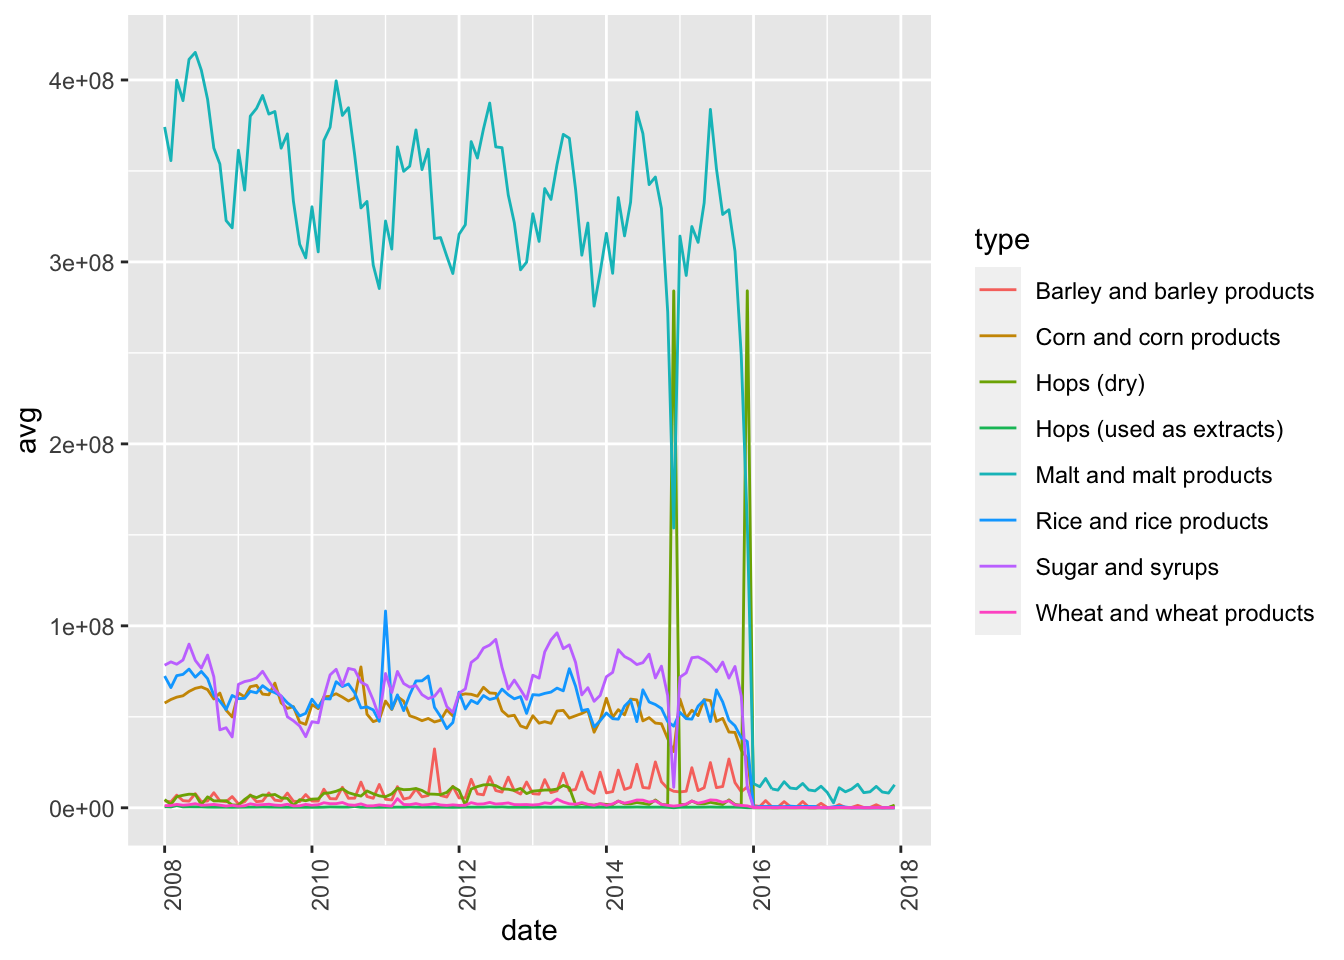 4e+08
3e+08
2e+08
1e+08
0e+00
avg
2008
2010
2012
2014
2016
2018
date
type
Barley and barley products
Corn and corn products
Hops (dry)
Hops (used as extracts)
Malt and malt products
Rice and rice products
Sugar and syrups
Wheat and wheat products